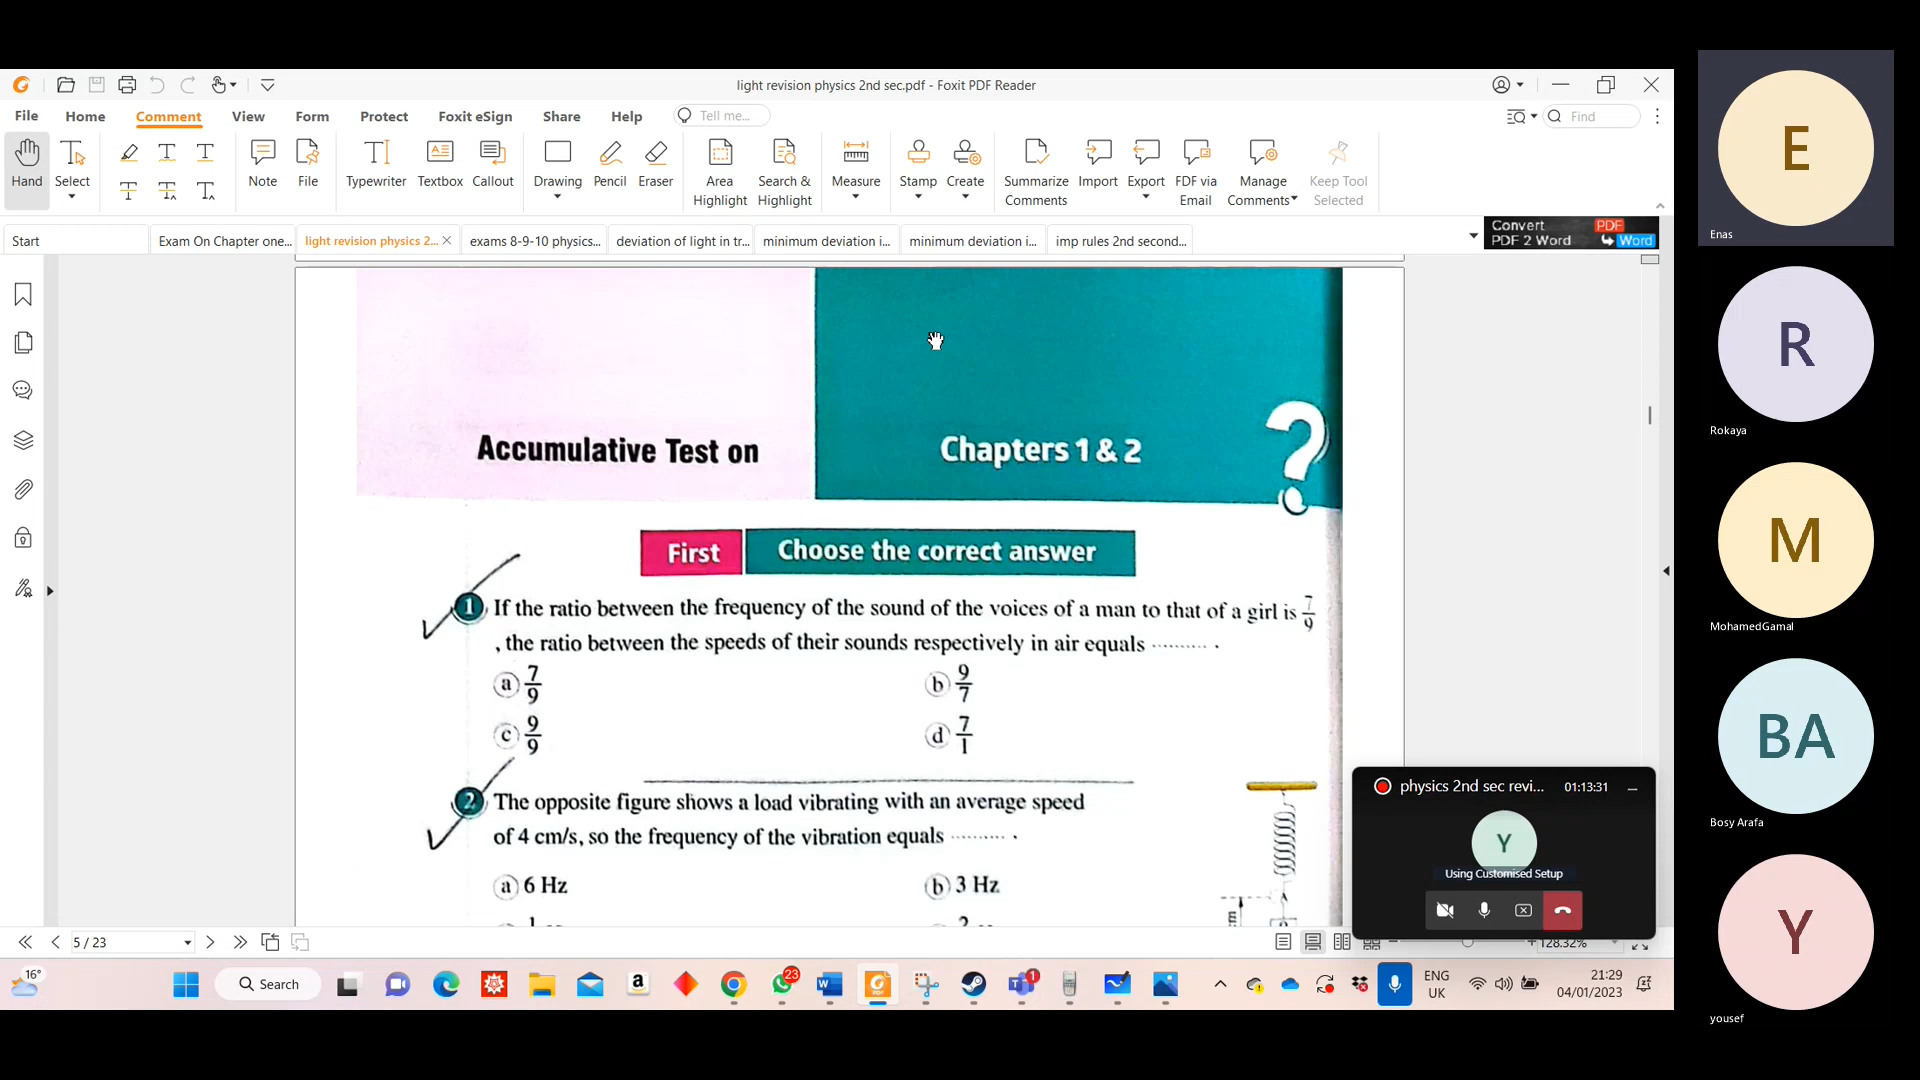 light revision physics 2nd sec.pdf - Foxit PDF Reader
File Home Comment View Form Protect Foxit eSign Share Help Tell me... Find
Hand Select Note File Typewriter Textbox Callout Drawing Pencil Eraser Area Highlight Search & Highlight Measure Stamp Create Summarize Comments Import Export FDF via Email Manage Comments Keep Tool Selected
Start Exam On Chapter one... light revision physics 2... exams 8-9-10 physics... deviation of light in tr... minimum deviation i... minimum deviation i... imp rules 2nd second...
Convert PDF
PDF 2 Word Word
Accumulative Test on Chapters 1 & 2 ?
First Choose the correct answer
1 If the ratio between the frequency of the sound of the voices of a man to that of a girl is 7/9
, the ratio between the speeds of their sounds respectively in air equals ......... .
a 7/9 b 9/7
c 9/9 d 7/1
2 The opposite figure shows a load vibrating with an average speed
of 4 cm/s, so the frequency of the vibration equals ......... .
a 6 Hz b 3 Hz
physics 2nd sec revi... 01:13:31
Y
Using Customised Setup
5 / 23
128.32%
16°
Search
23
1
ENG
UK
21:29
04/01/2023
E
Enas
R
Rokaya
M
MohamedGamal
BA
Bosy Arafa
Y
yousef